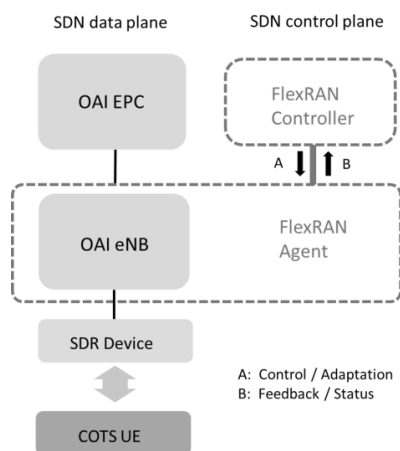 SDN data plane
SDN control plane
OAI EPC
FlexRAN
Controller
A
B
OAI eNB
FlexRAN
Agent
SDR Device
A: Control / Adaptation
B: Feedback / Status
COTS UE